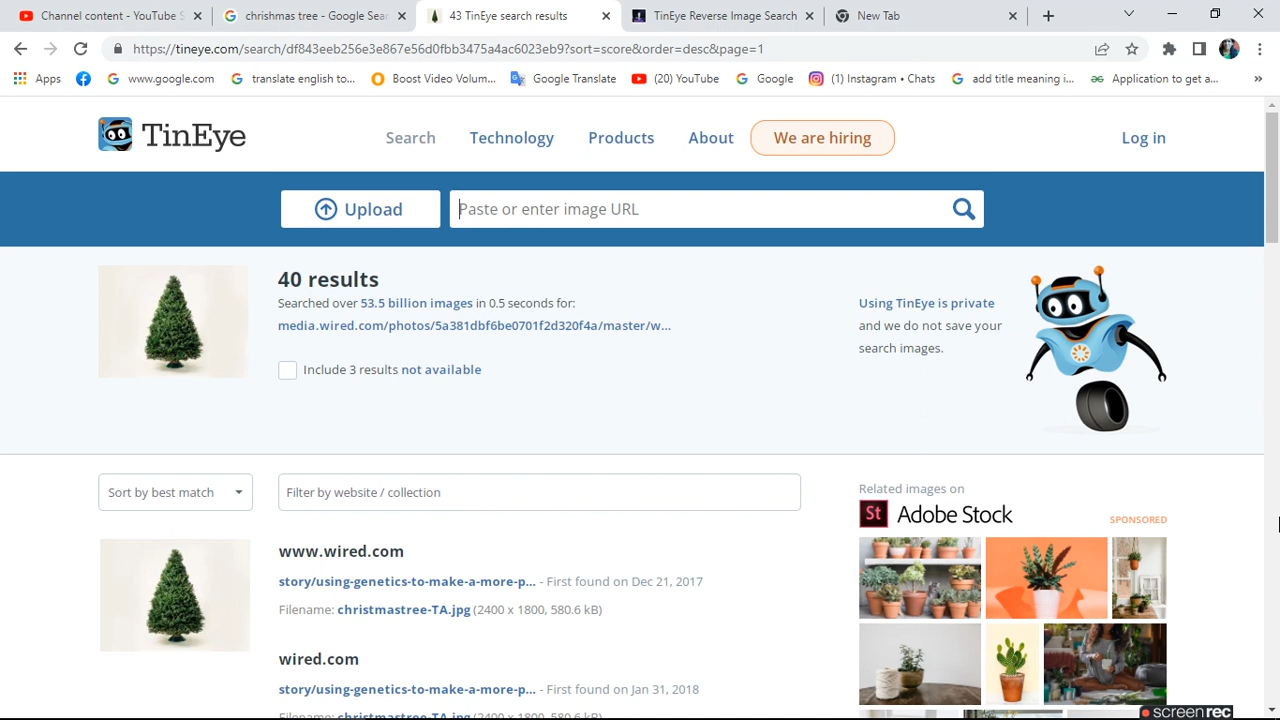 Channel content - YouTube S
chrishmas tree - Google Sear
43 TinEye search results
TinEye Reverse Image Search
New Tab
https://tineye.com/search/df843eeb256e3e867e56d0fbb3475a4ac6023eb9?sort=score&order=desc&page=1
Apps
www.google.com
translate english to...
Boost Video Volum...
Google Translate
(20) YouTube
Google
(1) Instagram • Chats
add title meaning i...
Application to get a...
TinEye
Search
Technology
Products
About
We are hiring
Log in
Upload
Paste or enter image URL
40 results
Searched over 53.5 billion images in 0.5 seconds for:
media.wired.com/photos/5a381dbf6be0701f2d320f4a/master/w...
Include 3 results not available
Using TinEye is private
and we do not save your
search images.
Sort by best match
Filter by website / collection
Related images on
St Adobe Stock
SPONSORED
www.wired.com
story/using-genetics-to-make-a-more-p... - First found on Dec 21, 2017
Filename: christmastree-TA.jpg (2400 x 1800, 580.6 kB)
wired.com
story/using-genetics-to-make-a-more-p... - First found on Jan 31, 2018
Filename: christmastree-TA.jpg (2400 x 1800, 580.6 kB)
screenrec